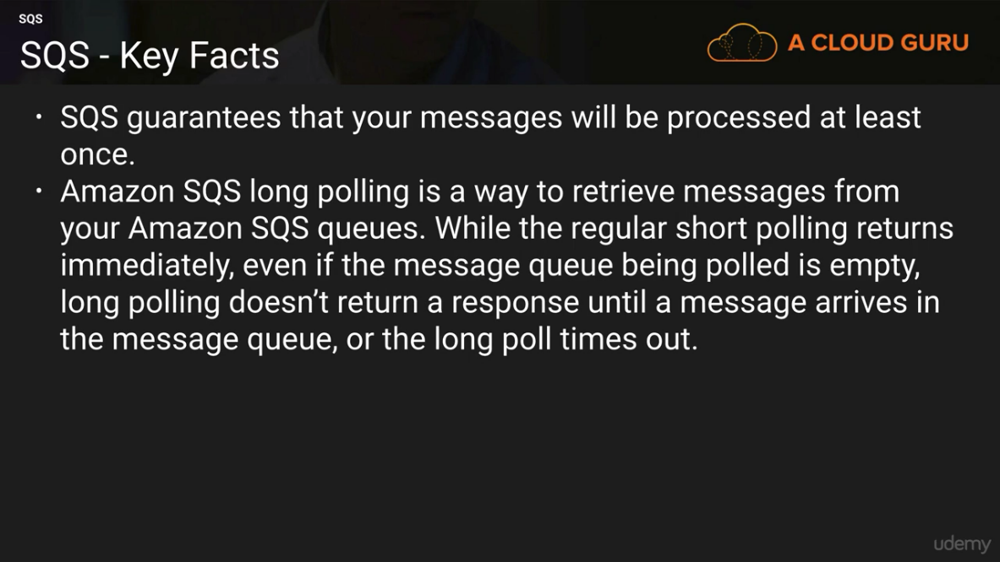 SQS
SQS - Key Facts
A CLOUD GURU
• SQS guarantees that your messages will be processed at least
once.
• Amazon SQS long polling is a way to retrieve messages from
your Amazon SQS queues. While the regular short polling returns
immediately, even if the message queue being polled is empty,
long polling doesn’t return a response until a message arrives in
the message queue, or the long poll times out.
udemy